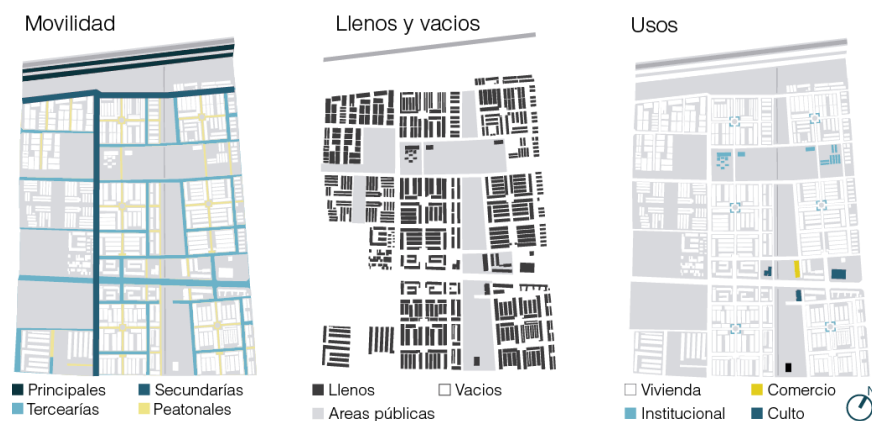 Movilidad
Llenos y vacios
Usos
Principales
Secundarías
Tercearías
Peatonales
Llenos
Vacios
Areas públicas
Vivienda
Comercio
Institucional
Culto
N